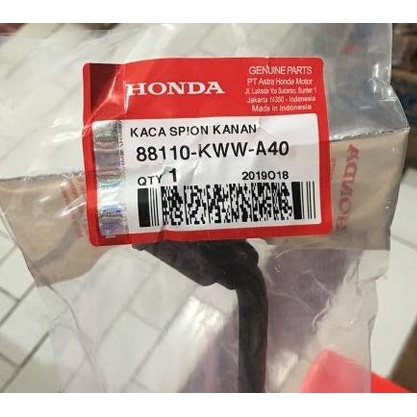 HONDA
GENUINE PARTS
PT Astra Honda Motor
Jl. Laksda Yos Sudarso, Sunter 1
Jakarta 14350 - Indonesia
Made in Indonesia
KACA SPION KANAN
88110-KWW-A40
QTY 1
2019O18
HONDA